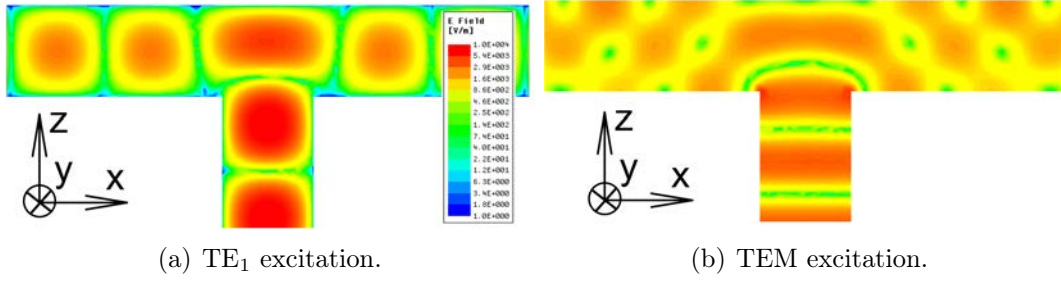 E Field
[V/m]
1.0E+004
5.4E+003
2.9E+003
1.6E+003
8.6E+002
4.6E+002
2.5E+002
1.4E+002
7.4E+001
4.0E+001
2.2E+001
1.2E+001
6.3E+000
3.4E+000
1.8E+000
1.0E+000
z
y
x
z
y
x
(a) TE₁ excitation.
(b) TEM excitation.